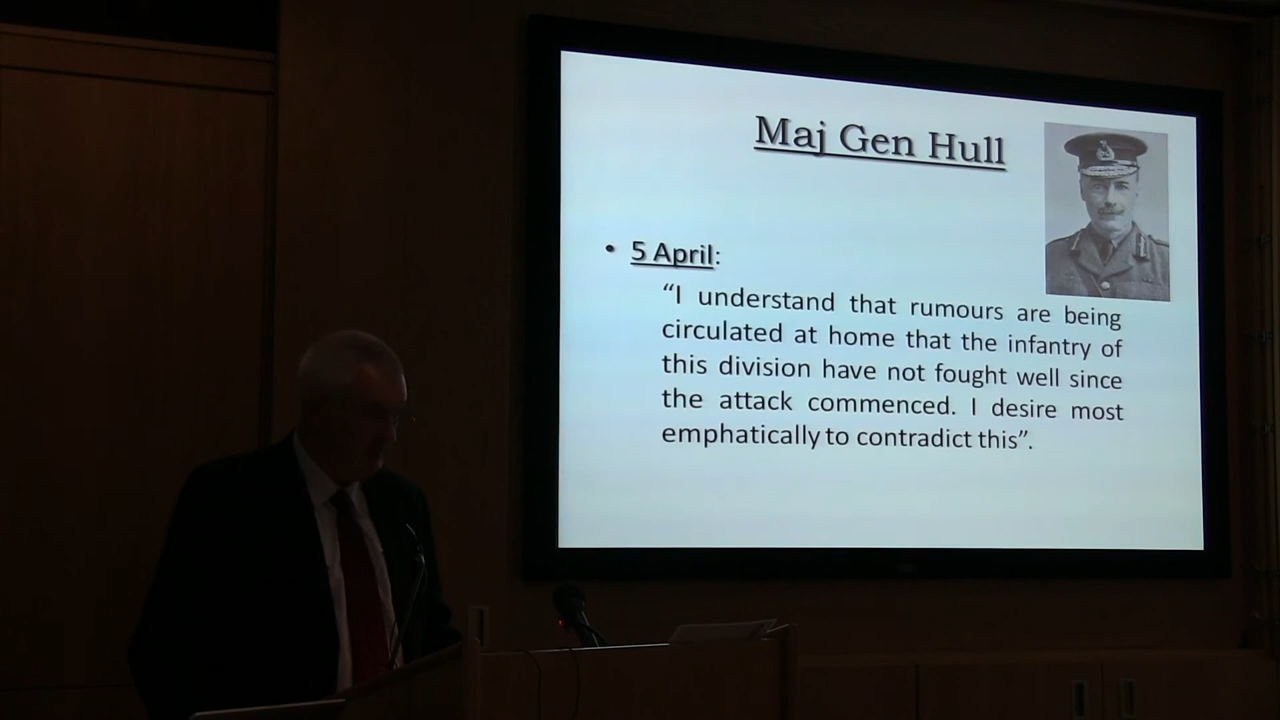 Maj Gen Hull
• 5 April:
“I understand that rumours are being
circulated at home that the infantry of
this division have not fought well since
the attack commenced. I desire most
emphatically to contradict this”.